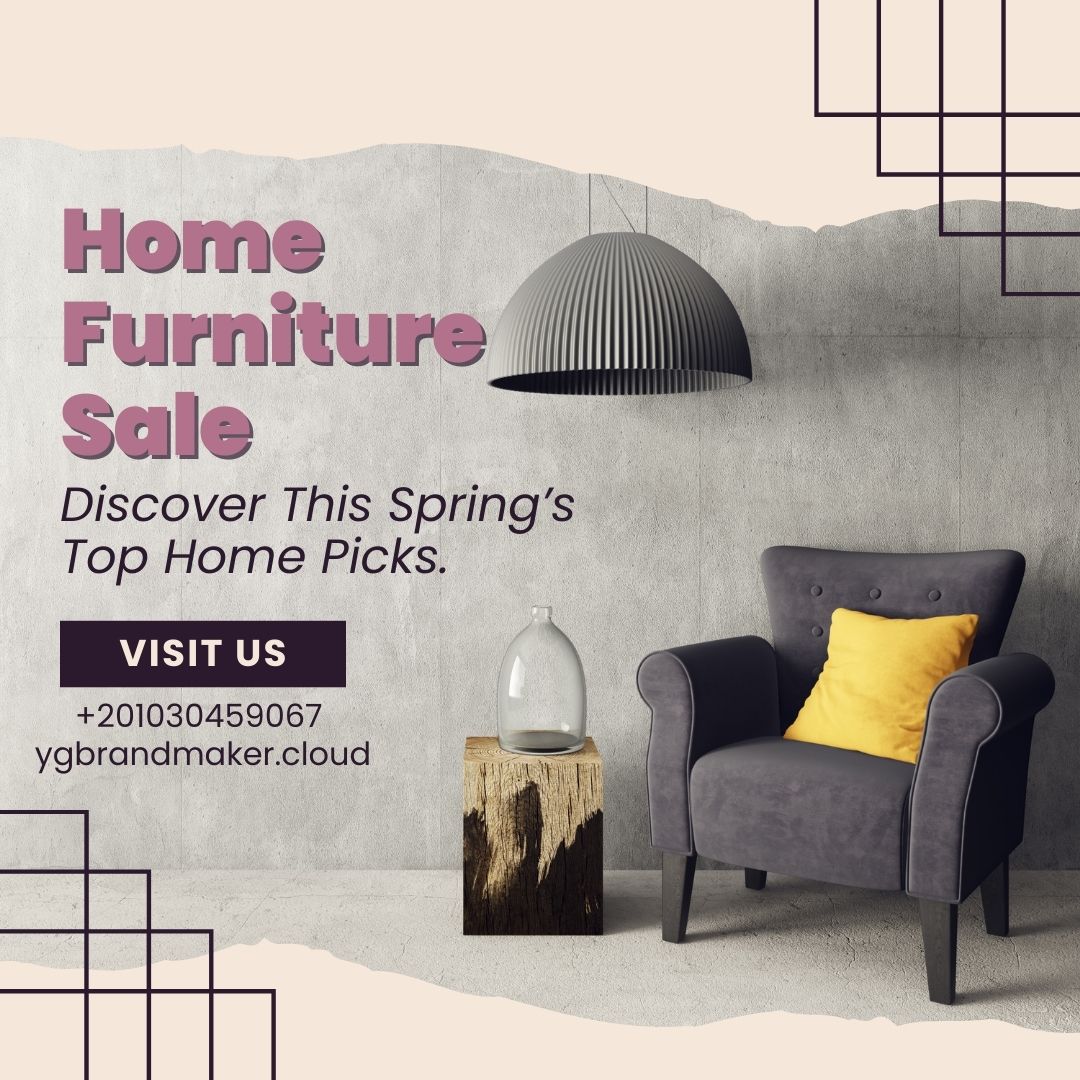 Home
Furniture
Sale
Discover This Spring’s
Top Home Picks.
VISIT US
+201030459067
ygbrandmaker.cloud